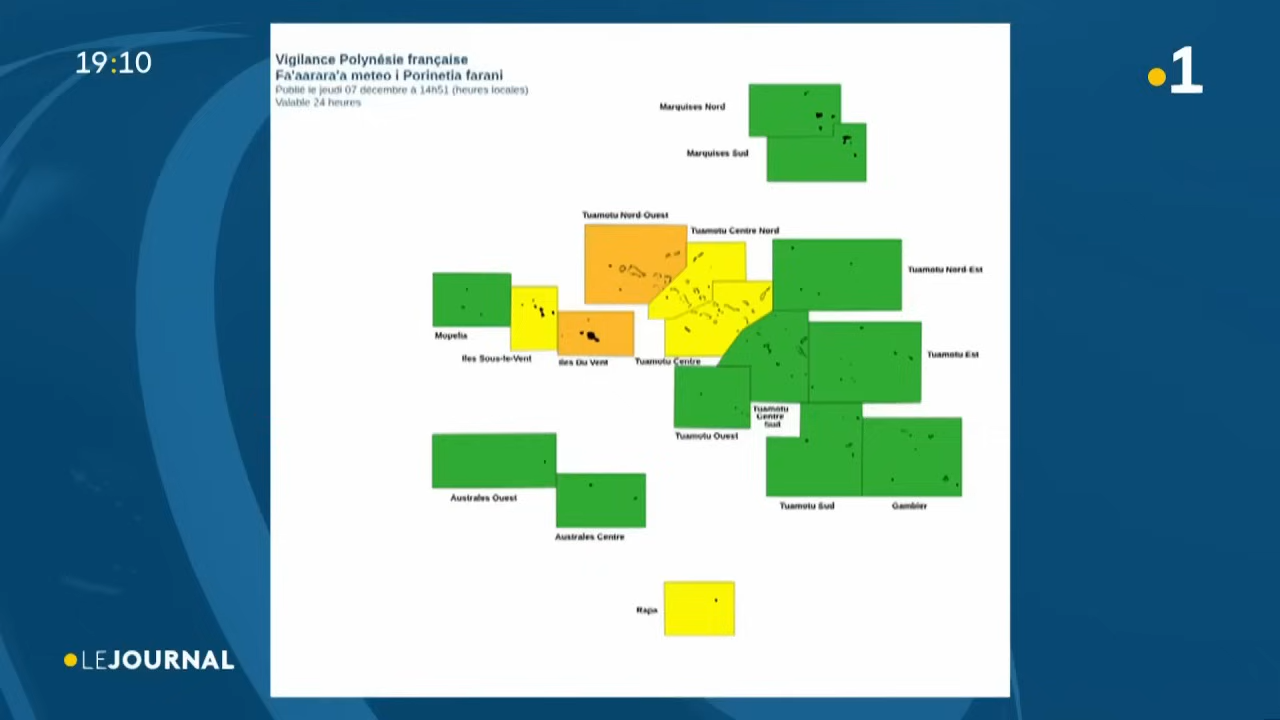 19:10
1
Vigilance Polynésie française
Fa'aarara'a meteo i Porinetia farani
Publié le jeudi 07 décembre à 14h51 (heures locales)
Valable 24 heures
Marquises Nord
Marquises Sud
Tuamotu Nord-Ouest
Tuamotu Centre Nord
Tuamotu Nord-Est
Mopelia
Iles Sous-le-Vent
Iles Du Vent
Tuamotu Centre
Tuamotu Est
Tuamotu
Centre
Sud
Tuamotu Ouest
Australes Ouest
Tuamotu Sud
Gambier
Australes Centre
Rapa
LEJOURNAL